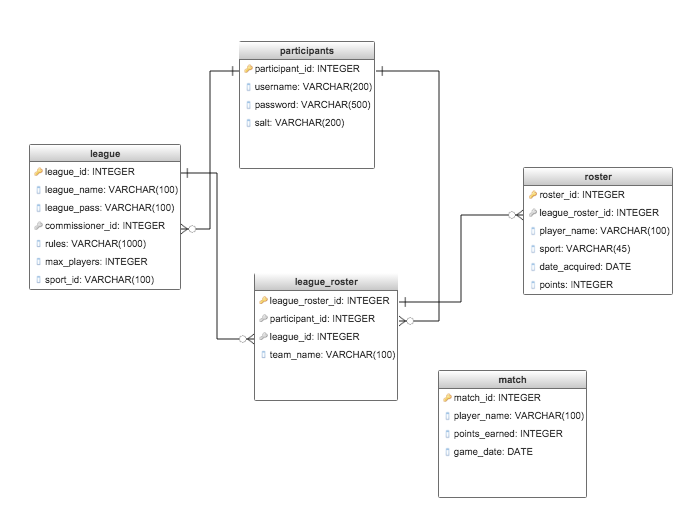 participants
participant_id: INTEGER
username: VARCHAR(200)
password: VARCHAR(500)
salt: VARCHAR(200)
league
league_id: INTEGER
league_name: VARCHAR(100)
league_pass: VARCHAR(100)
commissioner_id: INTEGER
rules: VARCHAR(1000)
max_players: INTEGER
sport_id: VARCHAR(100)
roster
roster_id: INTEGER
league_roster_id: INTEGER
player_name: VARCHAR(100)
sport: VARCHAR(45)
date_acquired: DATE
points: INTEGER
league_roster
league_roster_id: INTEGER
participant_id: INTEGER
league_id: INTEGER
team_name: VARCHAR(100)
match
match_id: INTEGER
player_name: VARCHAR(100)
points_earned: INTEGER
game_date: DATE